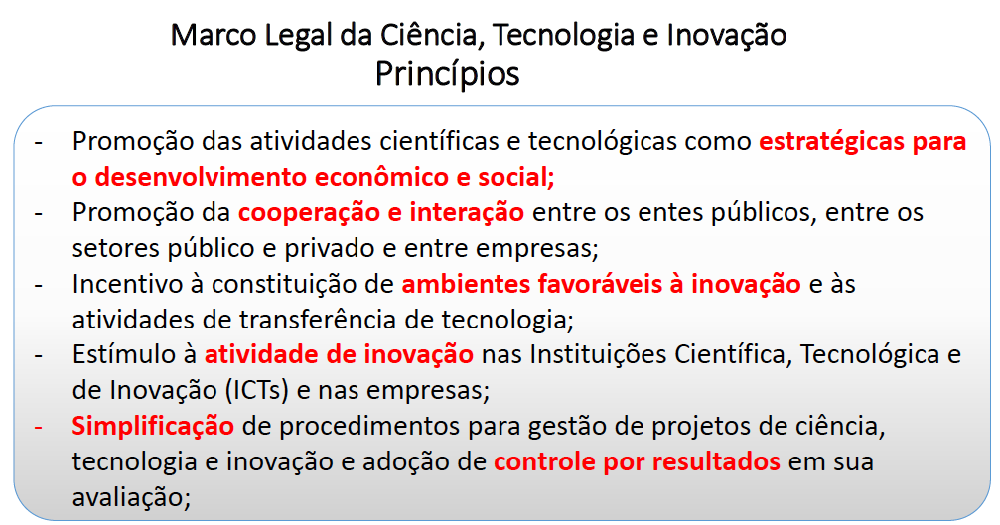 Marco Legal da Ciência, Tecnologia e Inovação
Princípios
- Promoção das atividades científicas e tecnológicas como estratégicas para
o desenvolvimento econômico e social;
- Promoção da cooperação e interação entre os entes públicos, entre os
setores público e privado e entre empresas;
- Incentivo à constituição de ambientes favoráveis à inovação e às
atividades de transferência de tecnologia;
- Estímulo à atividade de inovação nas Instituições Científica, Tecnológica e
de Inovação (ICTs) e nas empresas;
- Simplificação de procedimentos para gestão de projetos de ciência,
tecnologia e inovação e adoção de controle por resultados em sua
avaliação;